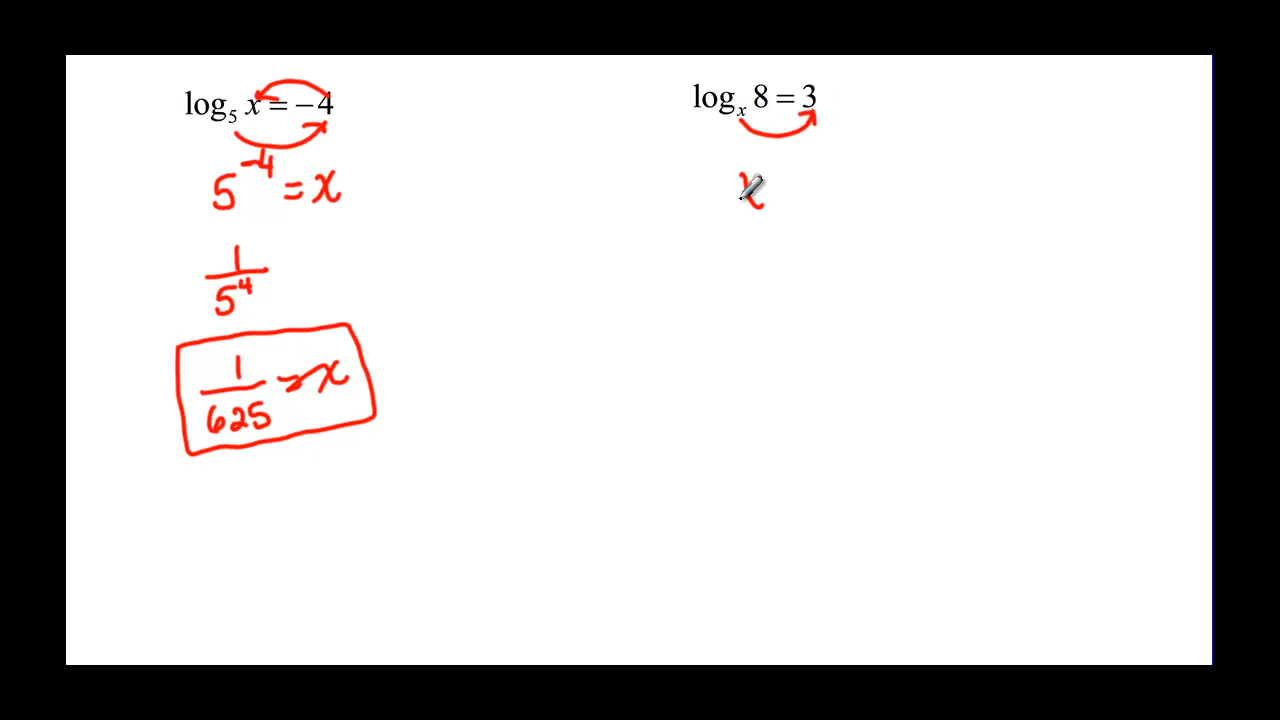 log₅ x = −4
5⁻⁴ = x
1
5⁴
1
625
= x
logₓ 8 = 3
x